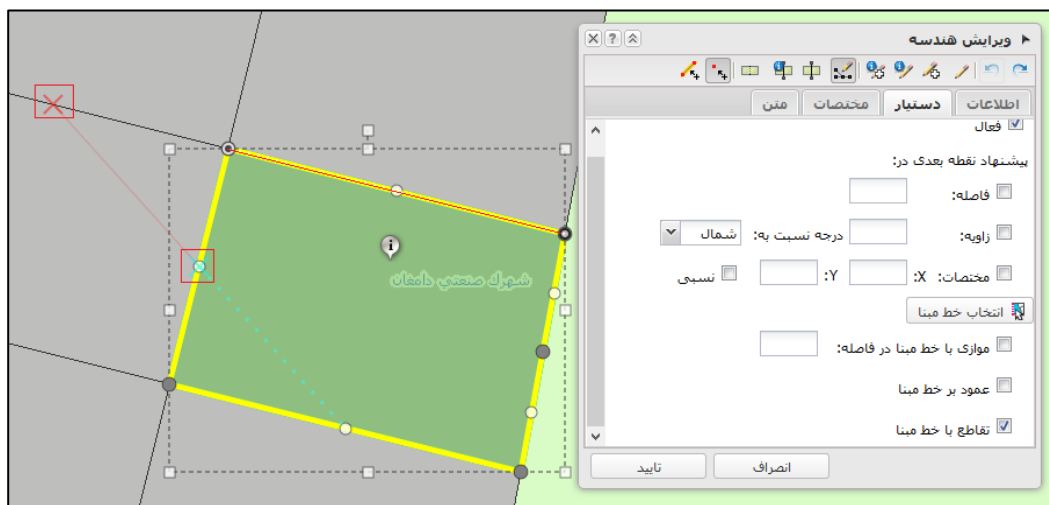 ویرایش هندسه
اطلاعات
دستیار
مختصات
متن
فعال
پیشنهاد نقطه بعدی در:
فاصله:
زاویه: درجه نسبت به: شمال
مختصات: X: Y: نسبی
انتخاب خط مبنا
موازی با خط مبنا در فاصله:
عمود بر خط مبنا
تقاطع با خط مبنا
انصراف
تایید
شهرك صنعتي دامغان